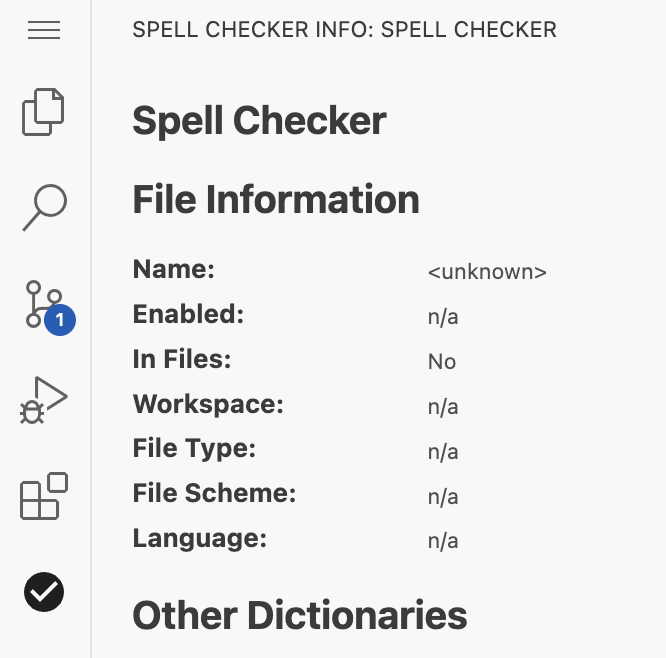 SPELL CHECKER INFO: SPELL CHECKER
Spell Checker
File Information
Name: <unknown>
Enabled: n/a
In Files: No
1
Workspace: n/a
File Type: n/a
File Scheme: n/a
Language: n/a
Other Dictionaries